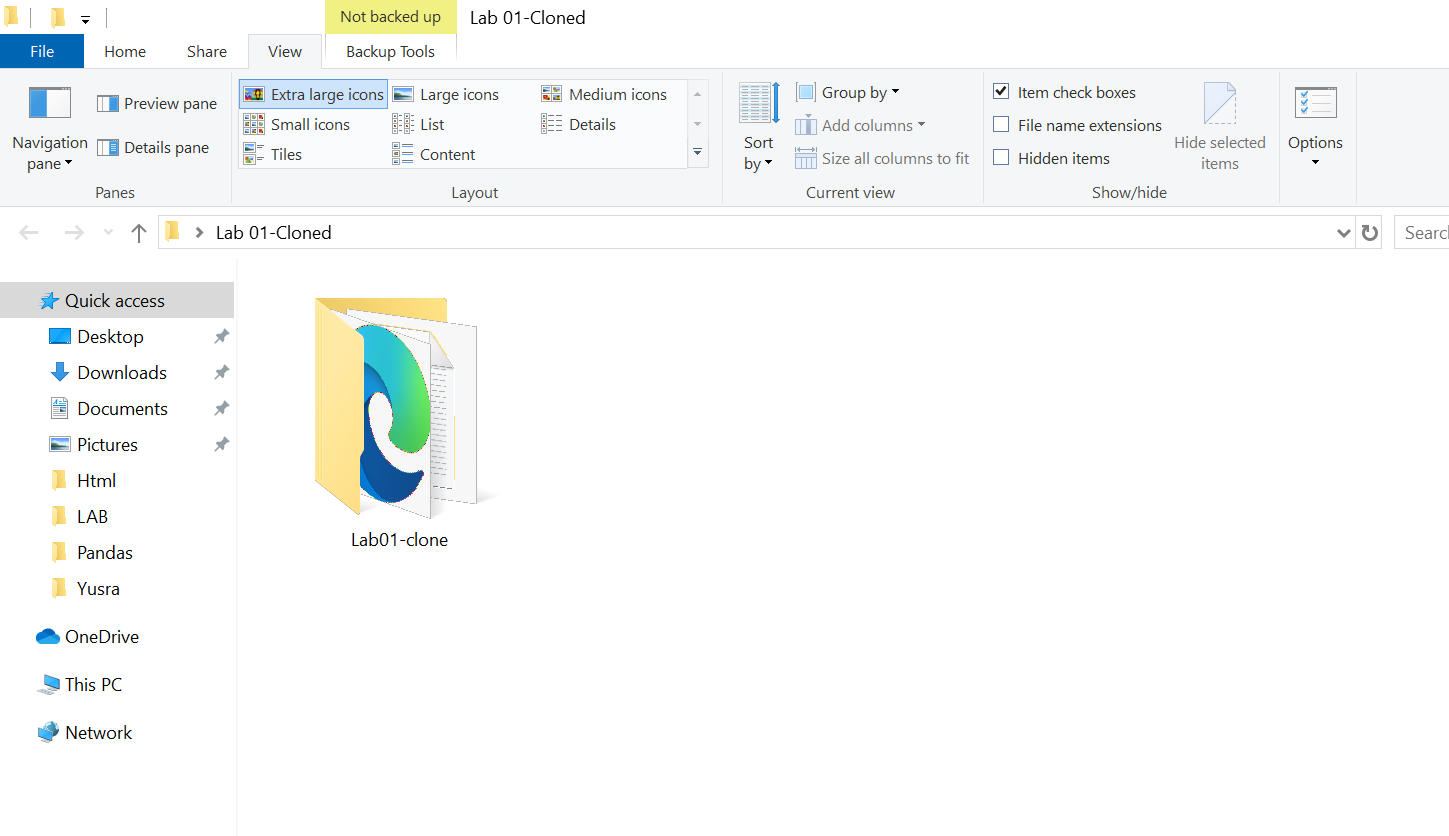 Not backed up
Lab 01-Cloned
File
Home
Share
View
Backup Tools
Navigation pane
Preview pane
Details pane
Panes
Extra large icons
Large icons
Medium icons
Small icons
List
Details
Tiles
Content
Layout
Sort by
Group by
Add columns
Size all columns to fit
Current view
Item check boxes
File name extensions
Hidden items
Hide selected items
Show/hide
Options
Lab 01-Cloned
Searc
Quick access
Desktop
Downloads
Documents
Pictures
Html
LAB
Pandas
Yusra
OneDrive
This PC
Network
Lab01-clone